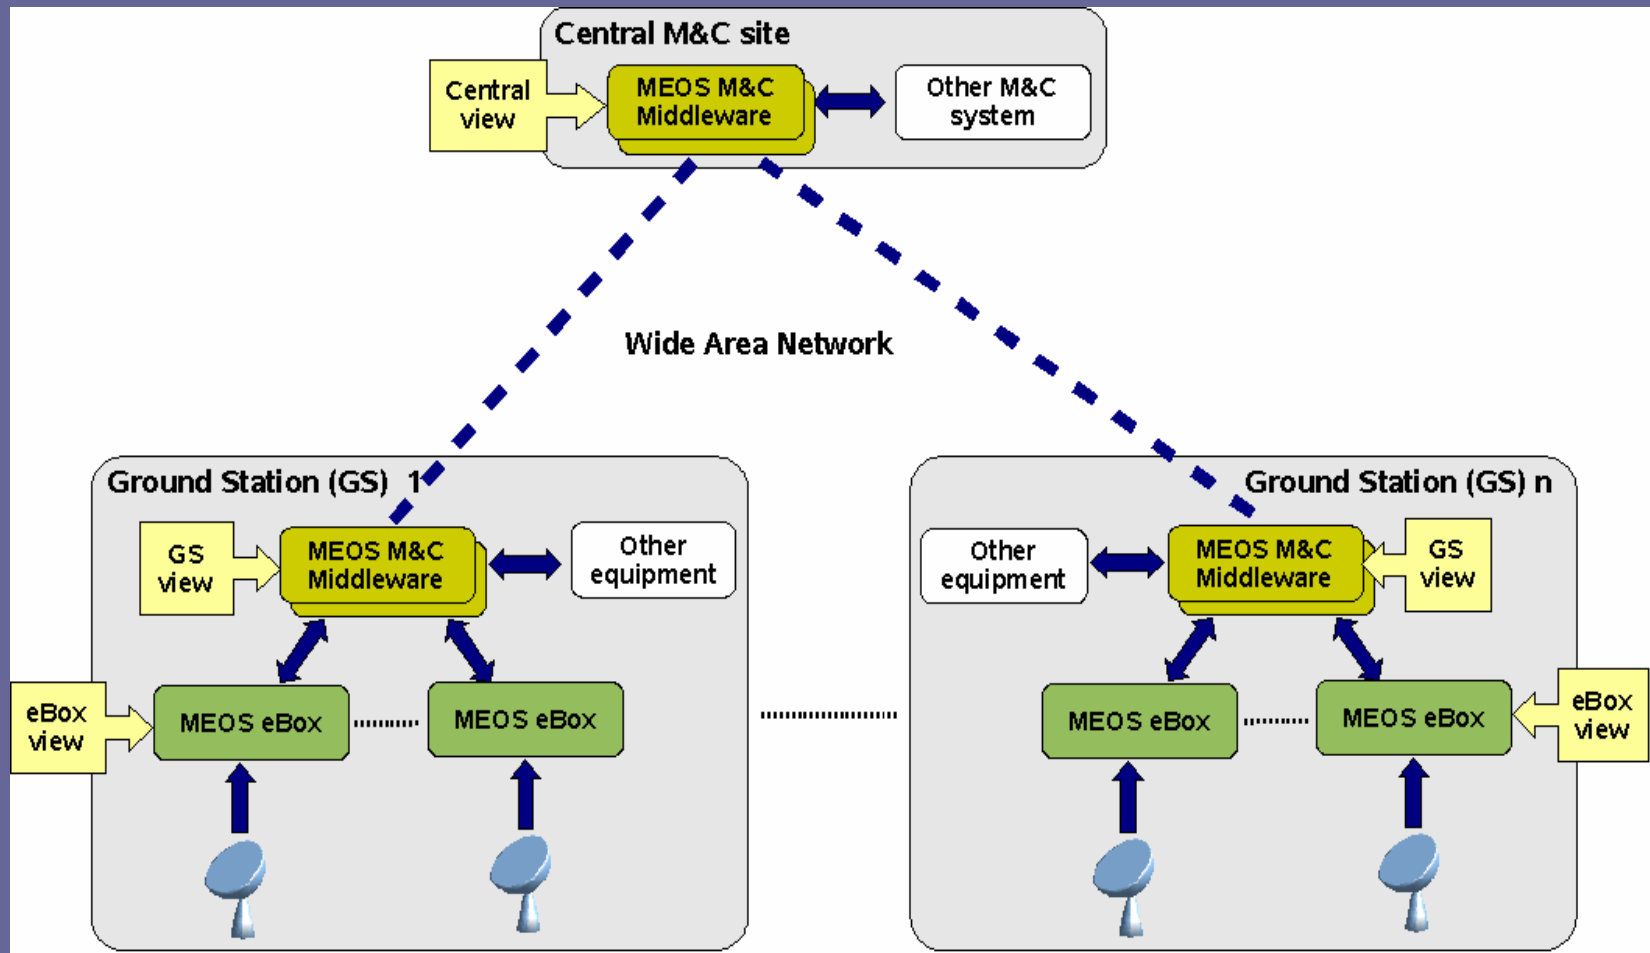 Central M&C site
Central
view
MEOS M&C
Middleware
Other M&C
system
Wide Area Network
Ground Station (GS) 1
GS
view
MEOS M&C
Middleware
Other
equipment
eBox
view
MEOS eBox
MEOS eBox
Ground Station (GS) n
Other
equipment
MEOS M&C
Middleware
GS
view
MEOS eBox
MEOS eBox
eBox
view